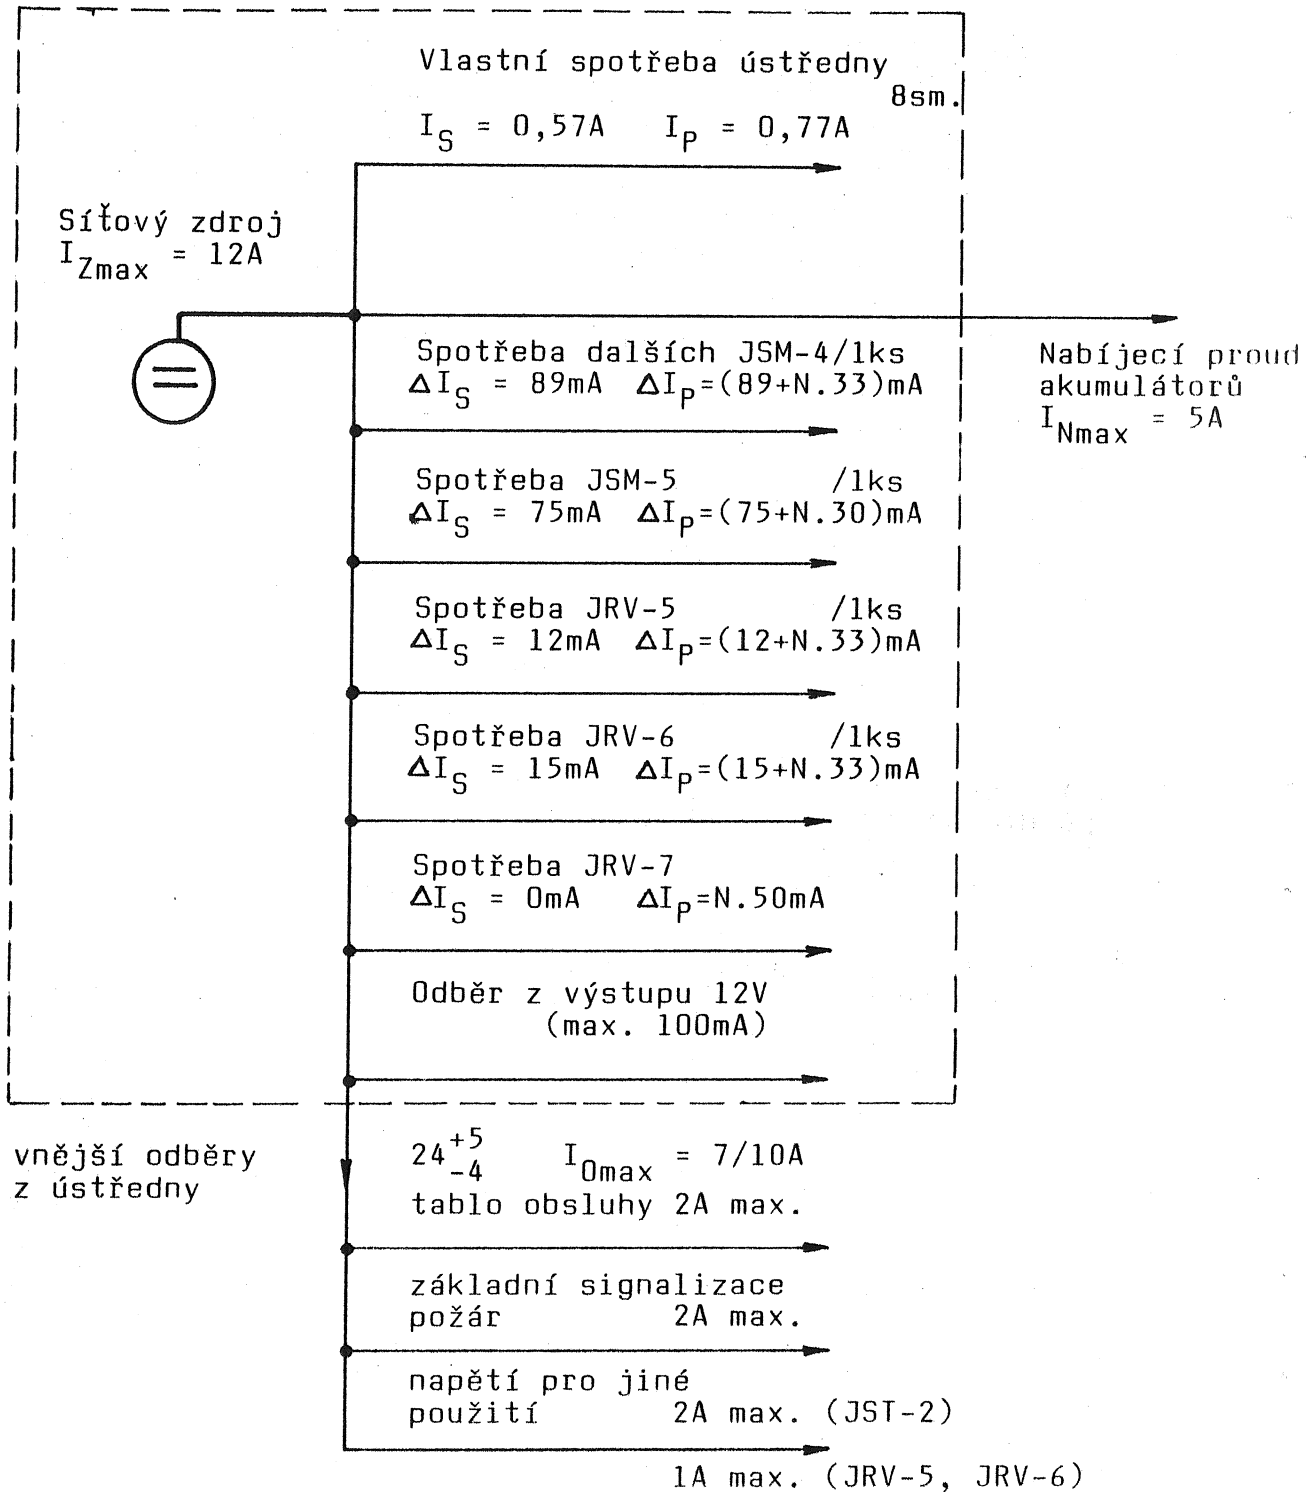 Vlastní spotřeba ústředny
8sm.
I_S = 0,57A I_P = 0,77A
Síťový zdroj
I_Zmax = 12A
Spotřeba dalších JSM-4/1ks
ΔI_S = 89mA ΔI_P=(89+N.33)mA
Nabíjecí proud
akumulátorů
I_Nmax = 5A
Spotřeba JSM-5 /1ks
ΔI_S = 75mA ΔI_P=(75+N.30)mA
Spotřeba JRV-5 /1ks
ΔI_S = 12mA ΔI_P=(12+N.33)mA
Spotřeba JRV-6 /1ks
ΔI_S = 15mA ΔI_P=(15+N.33)mA
Spotřeba JRV-7
ΔI_S = 0mA ΔI_P=N.50mA
Odběr z výstupu 12V
(max. 100mA)
vnější odběry
z ústředny
24 +5 -4 I_Omax = 7/10A
tablo obsluhy 2A max.
základní signalizace
požár 2A max.
napětí pro jiné
použití 2A max. (JST-2)
1A max. (JRV-5, JRV-6)